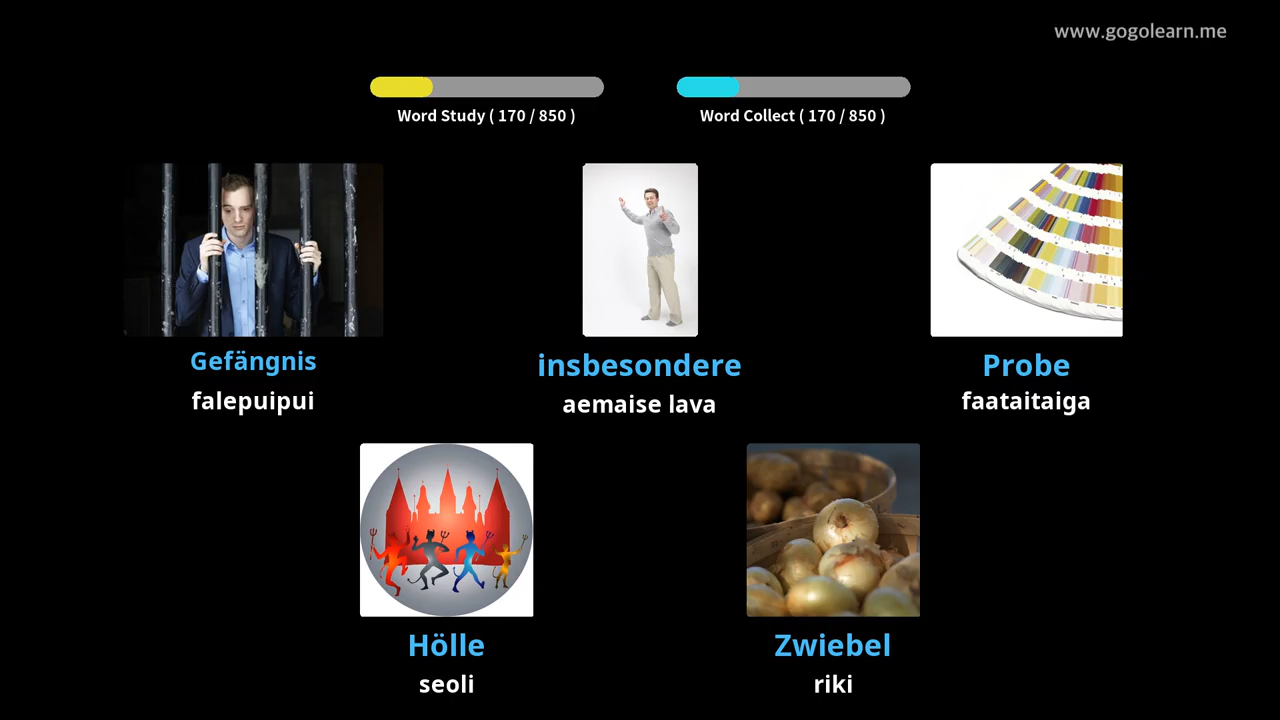 www.gogolearn.me
Word Study ( 170 / 850 )
Word Collect ( 170 / 850 )
Gefängnis
falepuipui
insbesondere
aemaise lava
Probe
faataitaiga
Hölle
seoli
Zwiebel
riki